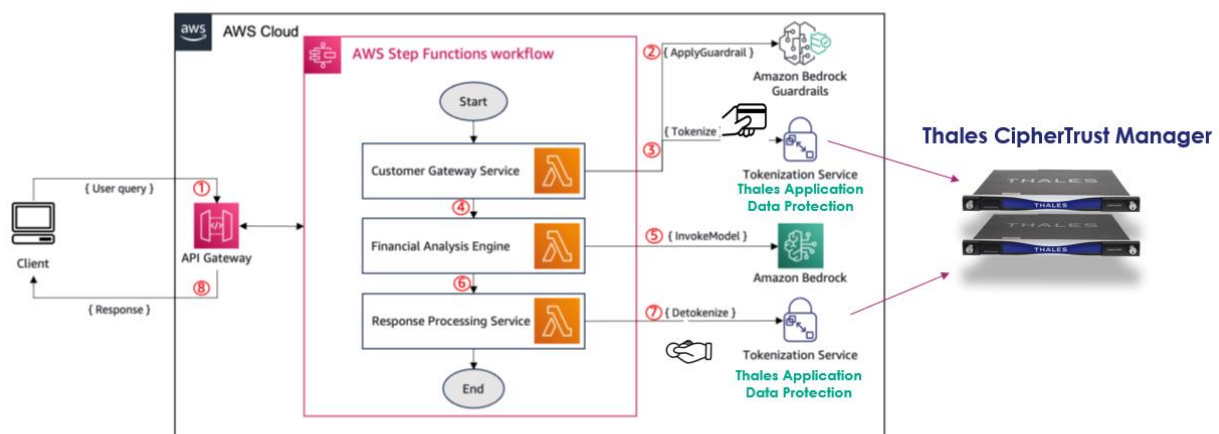 aws
AWS Cloud
AWS Step Functions workflow
Start
Customer Gateway Service
④
Financial Analysis Engine
⑥
Response Processing Service
End
{ User query }
①
Client
API Gateway
⑧
{ Response }
②
{ ApplyGuardrail }
Amazon Bedrock
Guardrails
{ Tokenize }
③
Tokenization Service
Thales Application
Data Protection
⑤
{ InvokeModel }
Amazon Bedrock
⑦
{ Detokenize }
Tokenization Service
Thales Application
Data Protection
Thales CipherTrust Manager
THALES
THALES
THALES
THALES